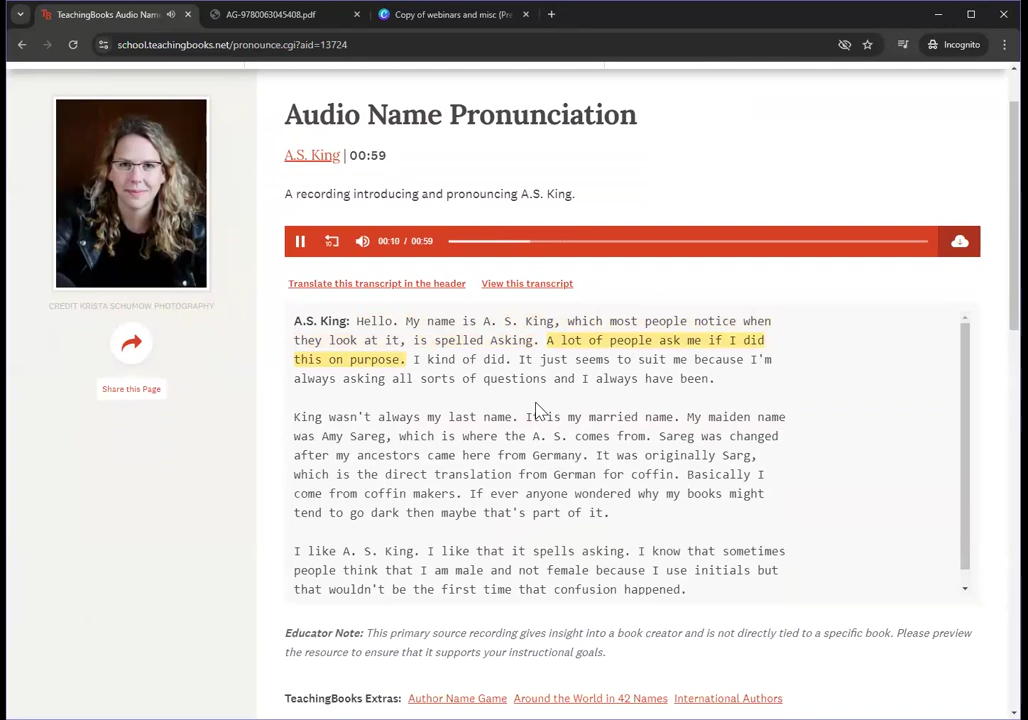 TeachingBooks Audio Nam
AG-9780063045408.pdf
Copy of webinars and misc (Pre
school.teachingbooks.net/pronounce.cgi?aid=13724
Incognito
Audio Name Pronunciation
A.S. King | 00:59
A recording introducing and pronouncing A.S. King.
10
00:10 / 00:59
Translate this transcript in the header
View this transcript
CREDIT KRISTA SCHUMOW PHOTOGRAPHY
Share this Page
A.S. King: Hello. My name is A. S. King, which most people notice when
they look at it, is spelled Asking. A lot of people ask me if I did
this on purpose. I kind of did. It just seems to suit me because I'm
always asking all sorts of questions and I always have been.
King wasn't always my last name. It is my married name. My maiden name
was Amy Sareg, which is where the A. S. comes from. Sareg was changed
after my ancestors came here from Germany. It was originally Sarg,
which is the direct translation from German for coffin. Basically I
come from coffin makers. If ever anyone wondered why my books might
tend to go dark then maybe that's part of it.
I like A. S. King. I like that it spells asking. I know that sometimes
people think that I am male and not female because I use initials but
that wouldn't be the first time that confusion happened.
Educator Note: This primary source recording gives insight into a book creator and is not directly tied to a specific book. Please preview
the resource to ensure that it supports your instructional goals.
TeachingBooks Extras: Author Name Game Around the World in 42 Names International Authors